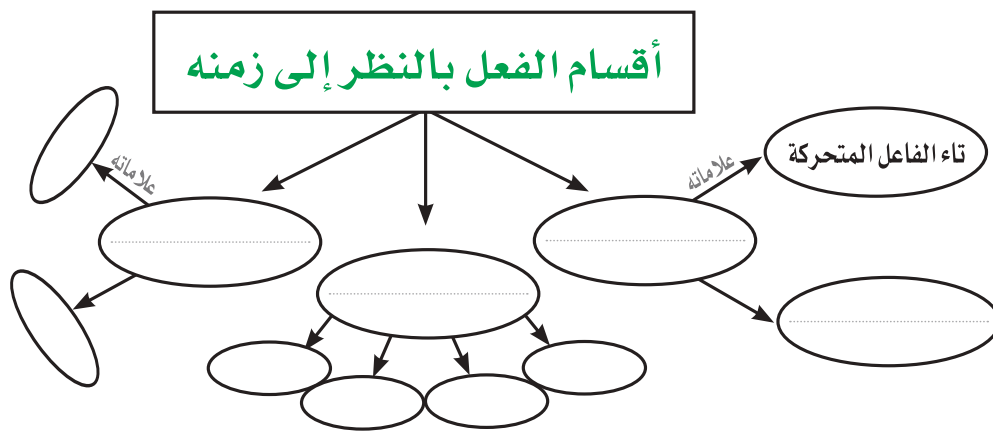 أقسام الفعل بالنظر إلى زمنه
علاماته
تاء الفاعل المتحركة
علاماته